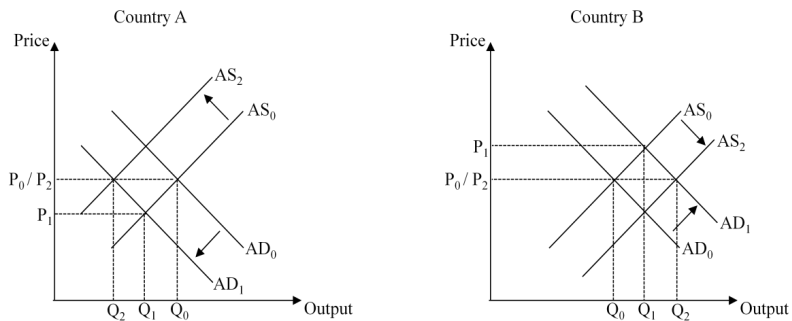 Country A
Price
AS₂
AS₀
P₀ / P₂
P₁
AD₀
AD₁
Q₂ Q₁ Q₀
Output
Country B
Price
AS₀
AS₂
P₁
P₀ / P₂
AD₁
AD₀
Q₀ Q₁ Q₂
Output